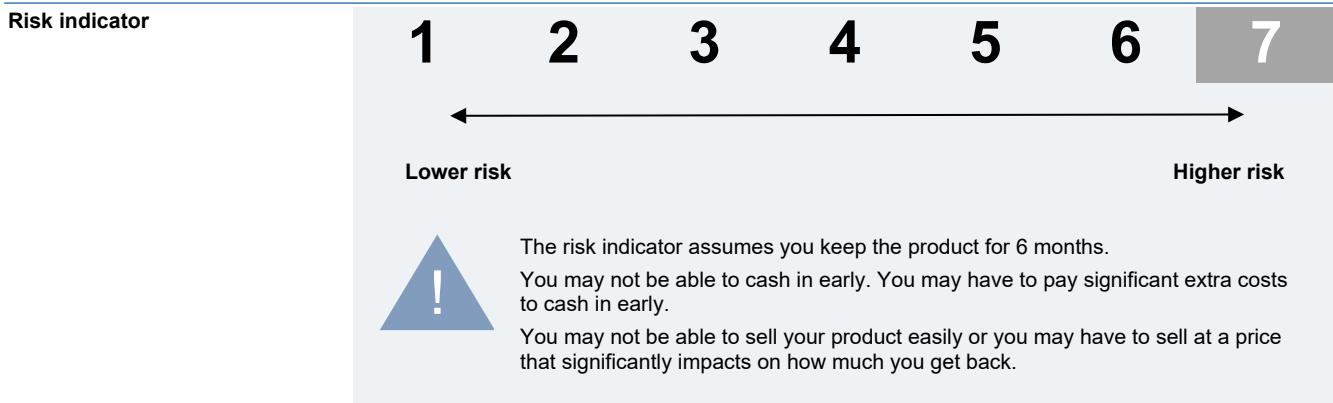 Risk indicator
1 2 3 4 5 6 7
Lower risk Higher risk
!
The risk indicator assumes you keep the product for 6 months.
You may not be able to cash in early. You may have to pay significant extra costs
to cash in early.
You may not be able to sell your product easily or you may have to sell at a price
that significantly impacts on how much you get back.